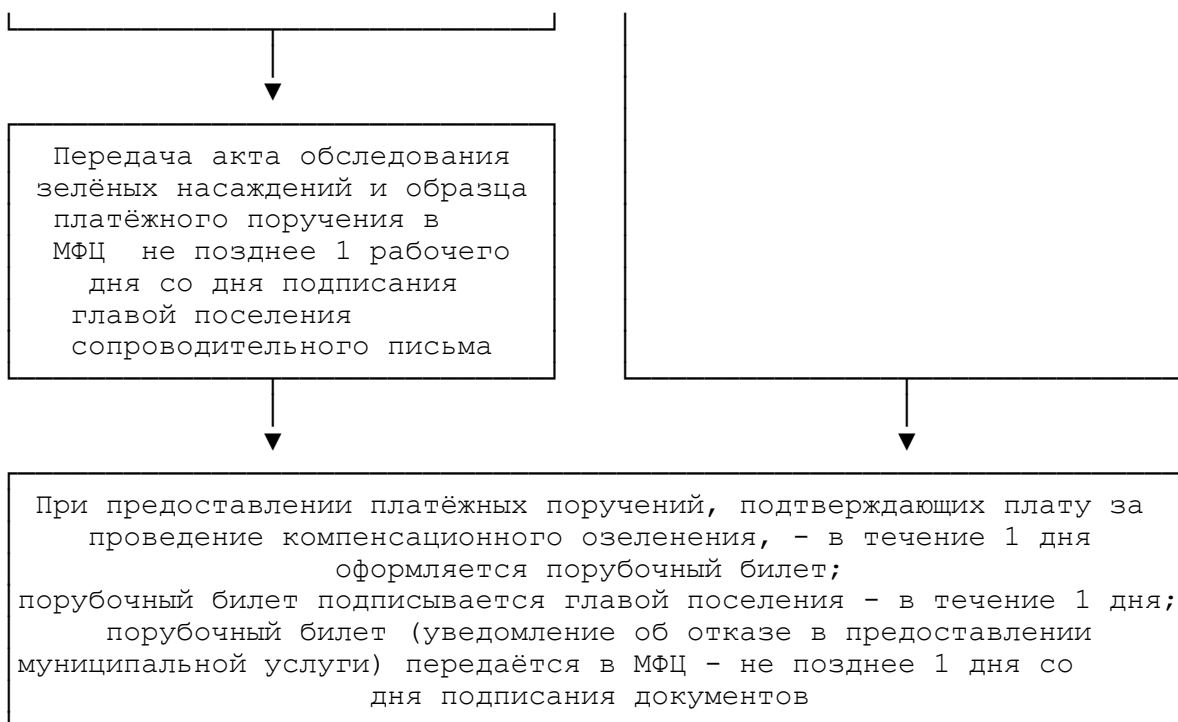 Передача акта обследования
зелёных насаждений и образца
платёжного поручения в
МФЦ не позднее 1 рабочего
дня со дня подписания
главой поселения
сопроводительного письма
При предоставлении платёжных поручений, подтверждающих плату за
проведение компенсационного озеленения, - в течение 1 дня
оформляется порубочный билет;
порубочный билет подписывается главой поселения - в течение 1 дня;
порубочный билет (уведомление об отказе в предоставлении
муниципальной услуги) передаётся в МФЦ - не позднее 1 дня со
дня подписания документов